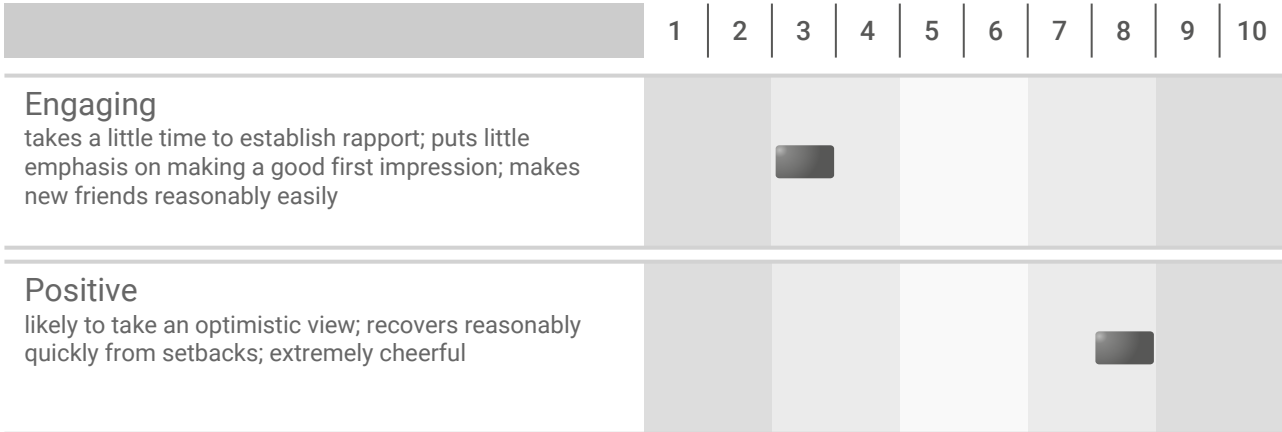 1 2 3 4 5 6 7 8 9 10
Engaging
takes a little time to establish rapport; puts little
emphasis on making a good first impression; makes
new friends reasonably easily
Positive
likely to take an optimistic view; recovers reasonably
quickly from setbacks; extremely cheerful